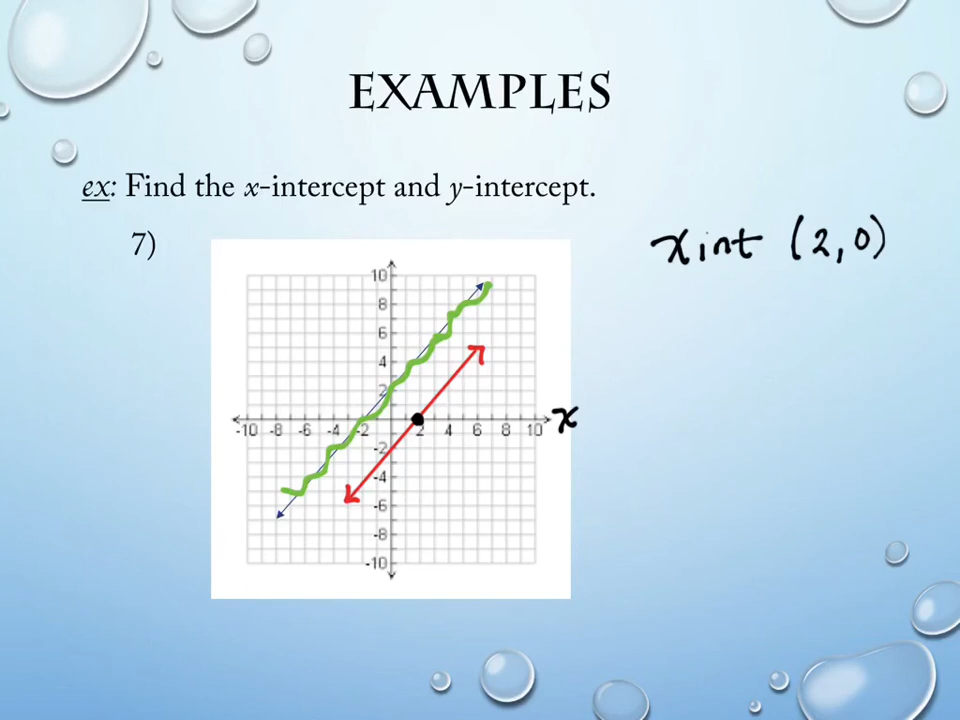 EXAMPLES
ex: Find the x-intercept and y-intercept.
7)
x int (2,0)
10
8
6
4
2
-10 -8 -6 -4 -2 2 4 6 8 10 x
-2
-4
-6
-8
-10